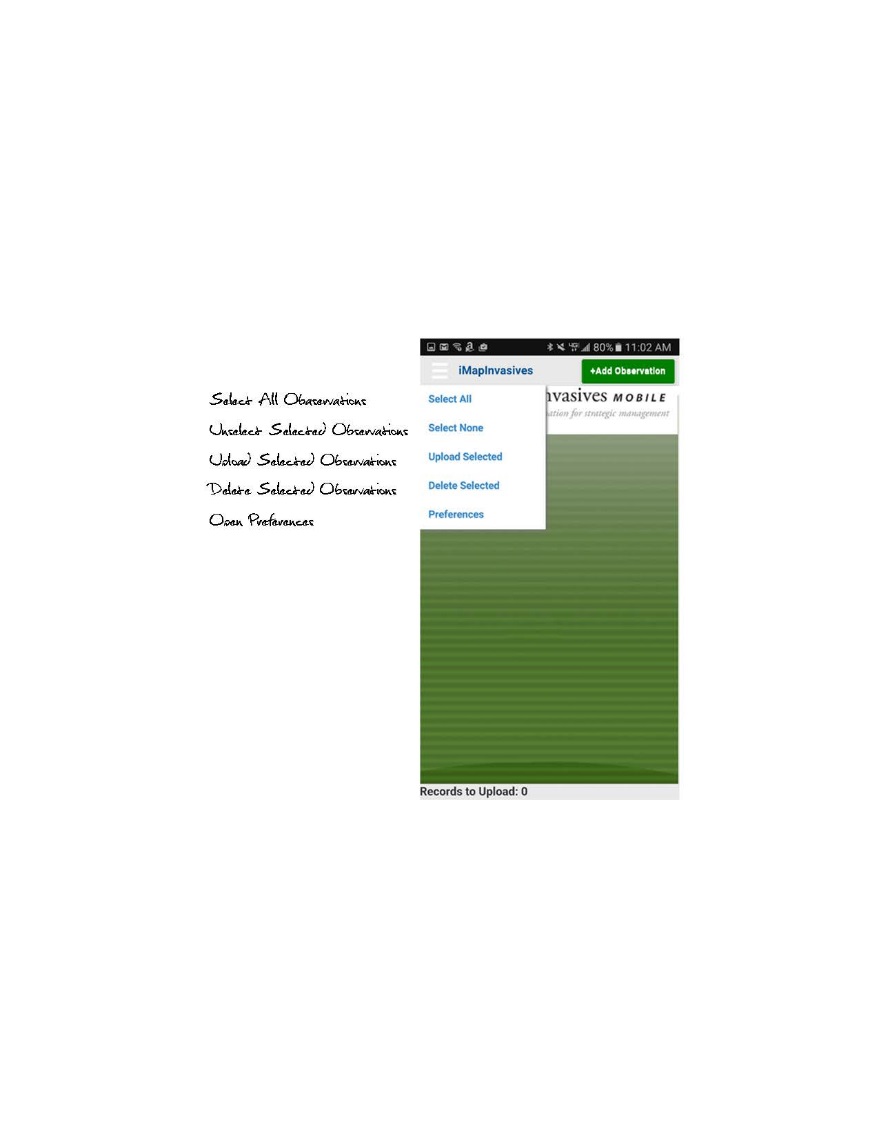 80% 11:02 AM
iMapInvasives
+Add Observation
Select All Obaservations
Select All
nvasives MOBILE
ation for strategic management
Unselect Selected Observations
Select None
Upload Selected Observations
Upload Selected
Delete Selected Observations
Delete Selected
Open Preferences
Preferences
Records to Upload: 0